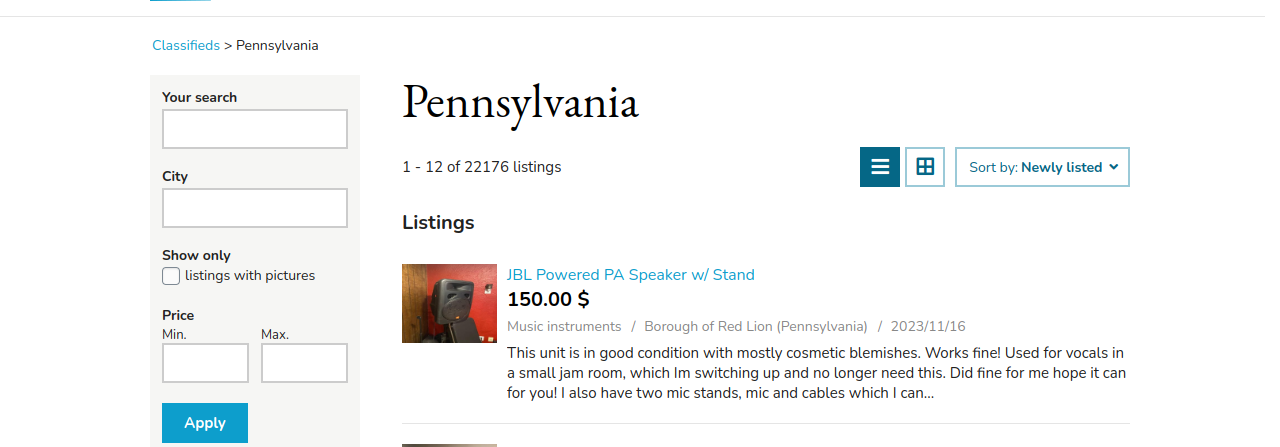 Classifieds > Pennsylvania
Your search
City
Show only
listings with pictures
Price
Min. Max.
Apply
Pennsylvania
1 - 12 of 22176 listings
Sort by: Newly listed
Listings
JBL Powered PA Speaker w/ Stand
150.00 $
Music instruments / Borough of Red Lion (Pennsylvania) / 2023/11/16
This unit is in good condition with mostly cosmetic blemishes. Works fine! Used for vocals in
a small jam room, which Im switching up and no longer need this. Did fine for me hope it can
for you! I also have two mic stands, mic and cables which I can...